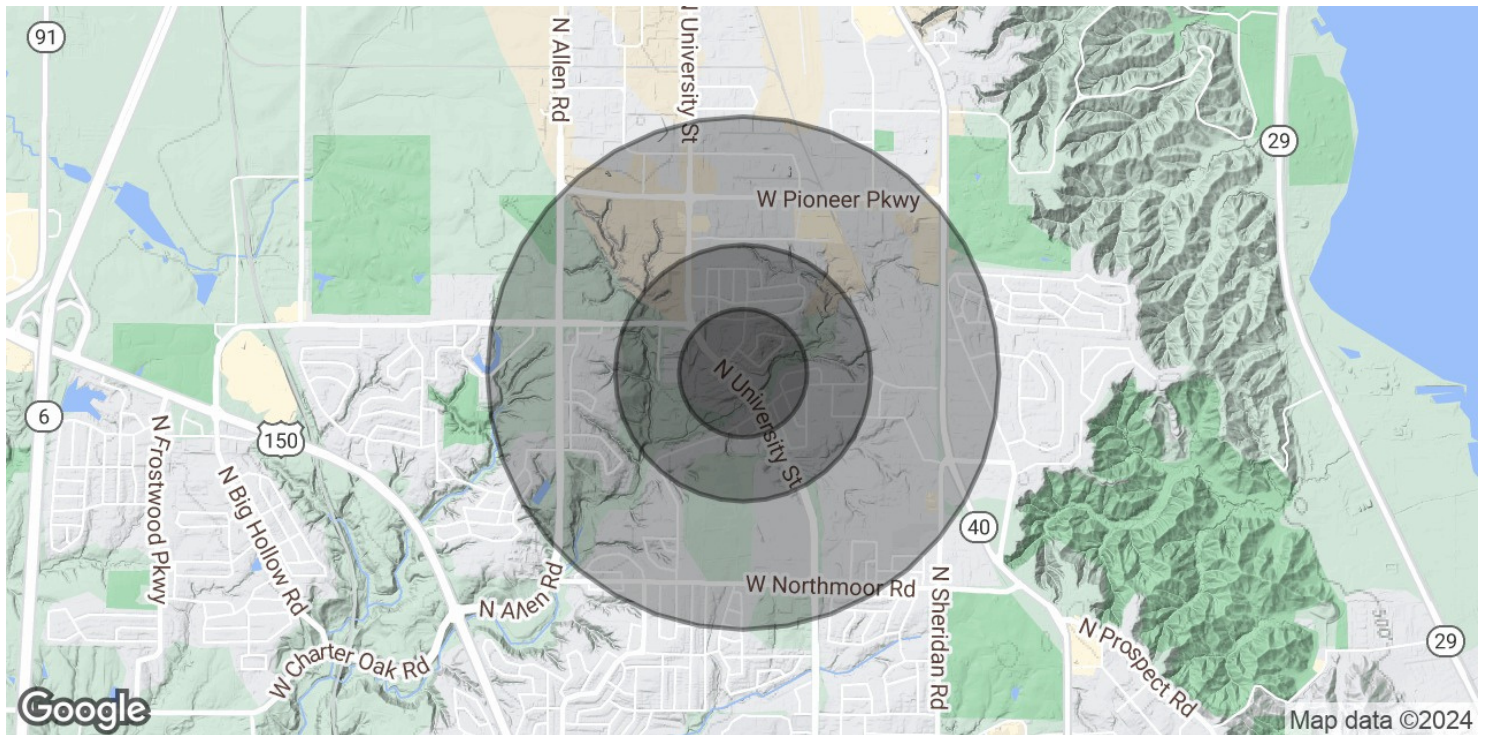 91
N Allen Rd
N University St
29
W Pioneer Pkwy
N University St
6
150
N Frostwood Pkwy
N Big Hollow Rd
40
W Northmoor Rd
N Allen Rd
N Sheridan Rd
500'
N Prospect Rd
29
W Charter Oak Rd
Google
Map data ©2024